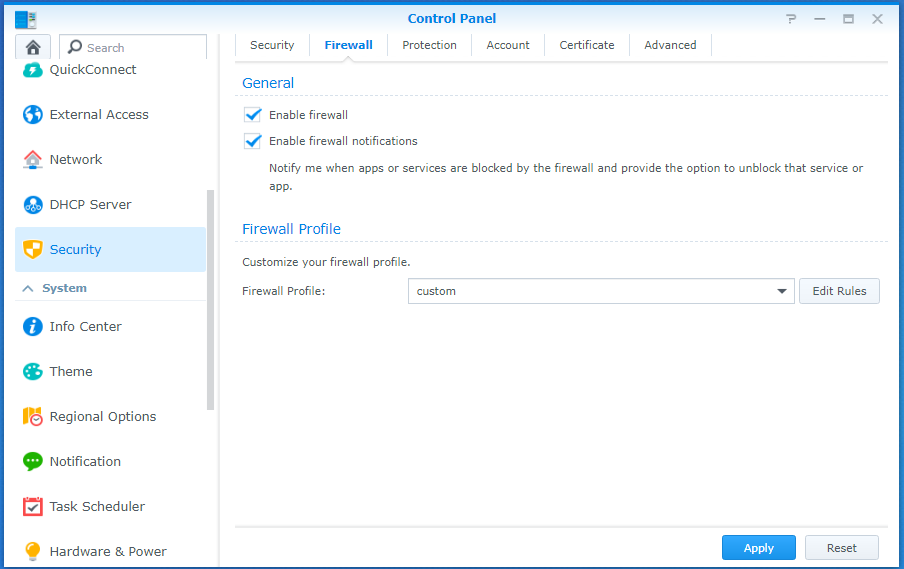 Control Panel
Search
QuickConnect
External Access
Network
DHCP Server
Security
System
Info Center
Theme
Regional Options
Notification
Task Scheduler
Hardware & Power
Security
Firewall
Protection
Account
Certificate
Advanced
General
Enable firewall
Enable firewall notifications
Notify me when apps or services are blocked by the firewall and provide the option to unblock that service or
app.
Firewall Profile
Customize your firewall profile.
Firewall Profile:
custom
Edit Rules
Apply
Reset